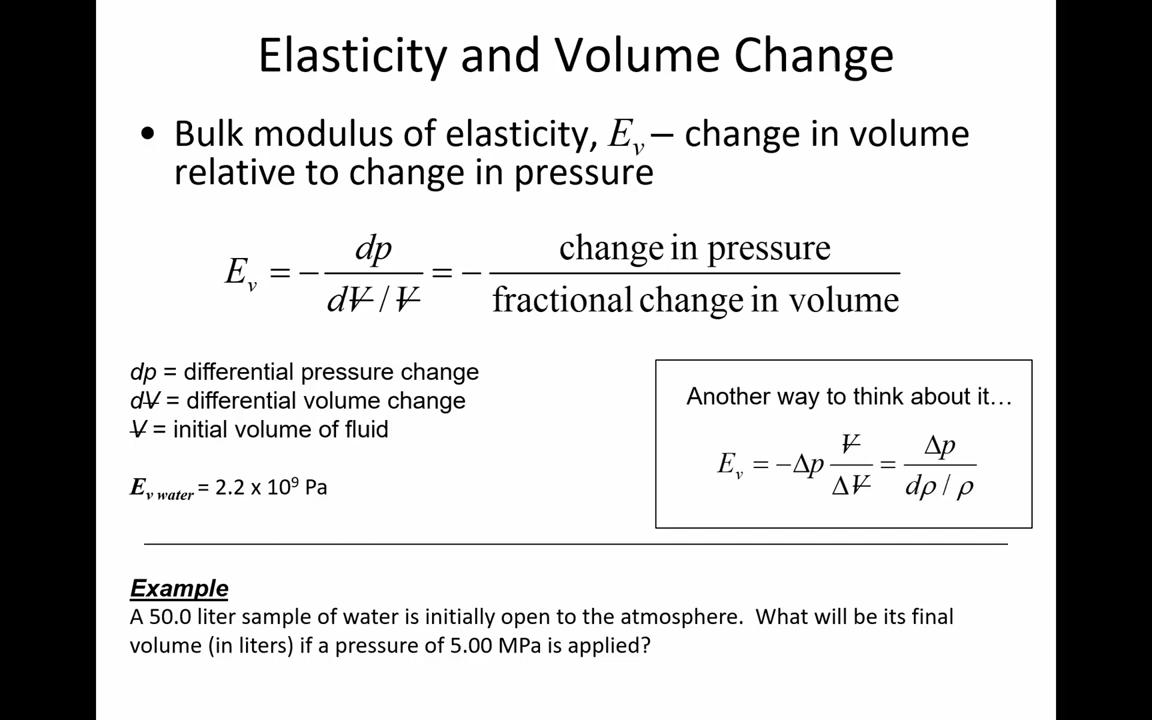 Elasticity and Volume Change
• Bulk modulus of elasticity, E_v – change in volume
relative to change in pressure
E_v = − dp / (dV̶ / V̶) = − change in pressure / fractional change in volume
dp = differential pressure change
dV̶ = differential volume change
V̶ = initial volume of fluid
E_v water = 2.2 x 10⁹ Pa
Another way to think about it…
E_v = −Δp V̶ / ΔV̶ = Δp / (dρ / ρ)
Example
A 50.0 liter sample of water is initially open to the atmosphere. What will be its final
volume (in liters) if a pressure of 5.00 MPa is applied?